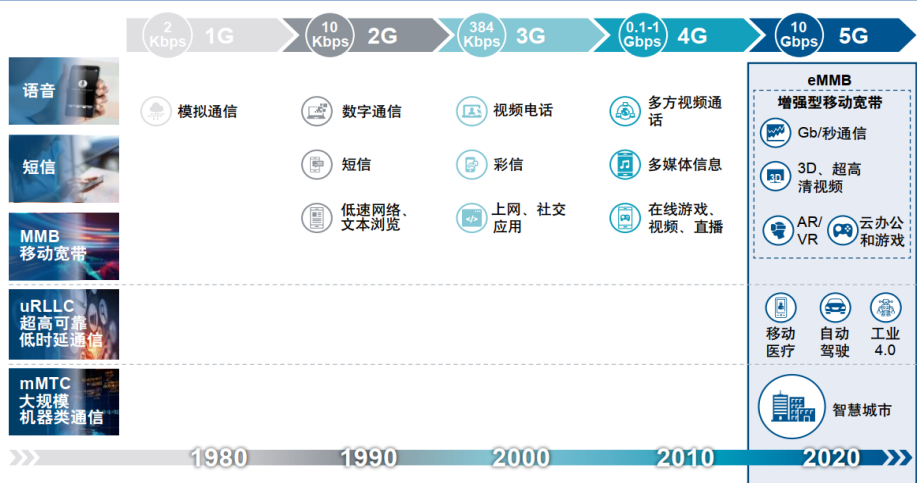 2 Kbps 1G
10 Kbps 2G
384 Kbps 3G
0.1-1 Gbps 4G
10 Gbps 5G
语音
模拟通信
数字通信
视频电话
多方视频通
话
eMMB
增强型移动宽带
Gb/秒通信
短信
短信
彩信
多媒体信息
3D
3D、超高
清视频
MMB
移动宽带
低速网络、
文本浏览
上网、社交
应用
在线游戏、
视频、直播
AR/
VR
云办公
和游戏
uRLLC
超高可靠
低时延通信
移动
医疗
自动
驾驶
工业
4.0
mMTC
大规模
机器类通信
智慧城市
1980
1990
2000
2010
2020